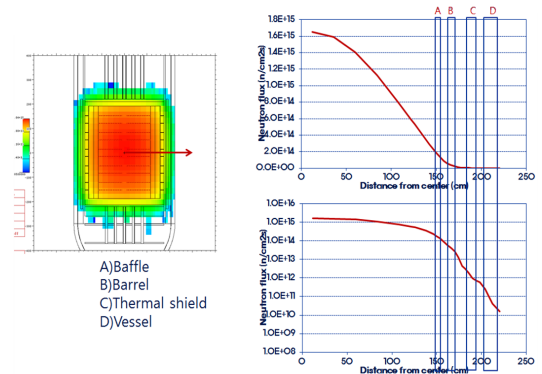 A)Baffle
B)Barrel
C)Thermal shield
D)Vessel
A B C D
Neutron flux (n/cm2s)
1.8E+15
1.6E+15
1.4E+15
1.2E+15
1.0E+15
8.0E+14
6.0E+14
4.0E+14
2.0E+14
0.0E+00
0 50 100 150 200 250
Distance from center (cm)
Neutron flux (n/cm2s)
1.0E+16
1.0E+15
1.0E+14
1.0E+13
1.0E+12
1.0E+11
1.0E+10
1.0E+09
1.0E+08
0 50 100 150 200 250
Distance from center (cm)